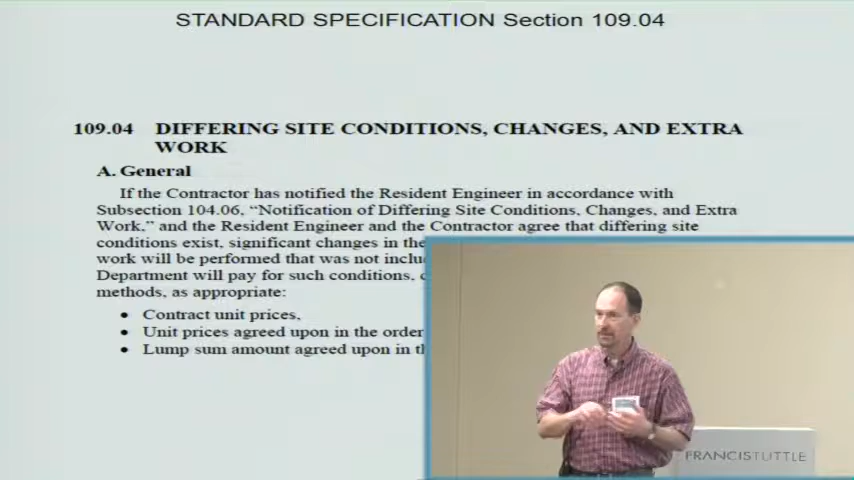 STANDARD SPECIFICATION Section 109.04
109.04 DIFFERING SITE CONDITIONS, CHANGES, AND EXTRA
WORK
A. General
If the Contractor has notified the Resident Engineer in accordance with
Subsection 104.06, “Notification of Differing Site Conditions, Changes, and Extra
Work,” and the Resident Engineer and the Contractor agree that differing site
conditions exist, significant changes in the
work will be performed that was not
Department will pay for such conditions,
methods, as appropriate:
• Contract unit prices,
• Unit prices agreed upon in the order
• Lump sum amount agreed upon in
FRANCIS TUTTLE